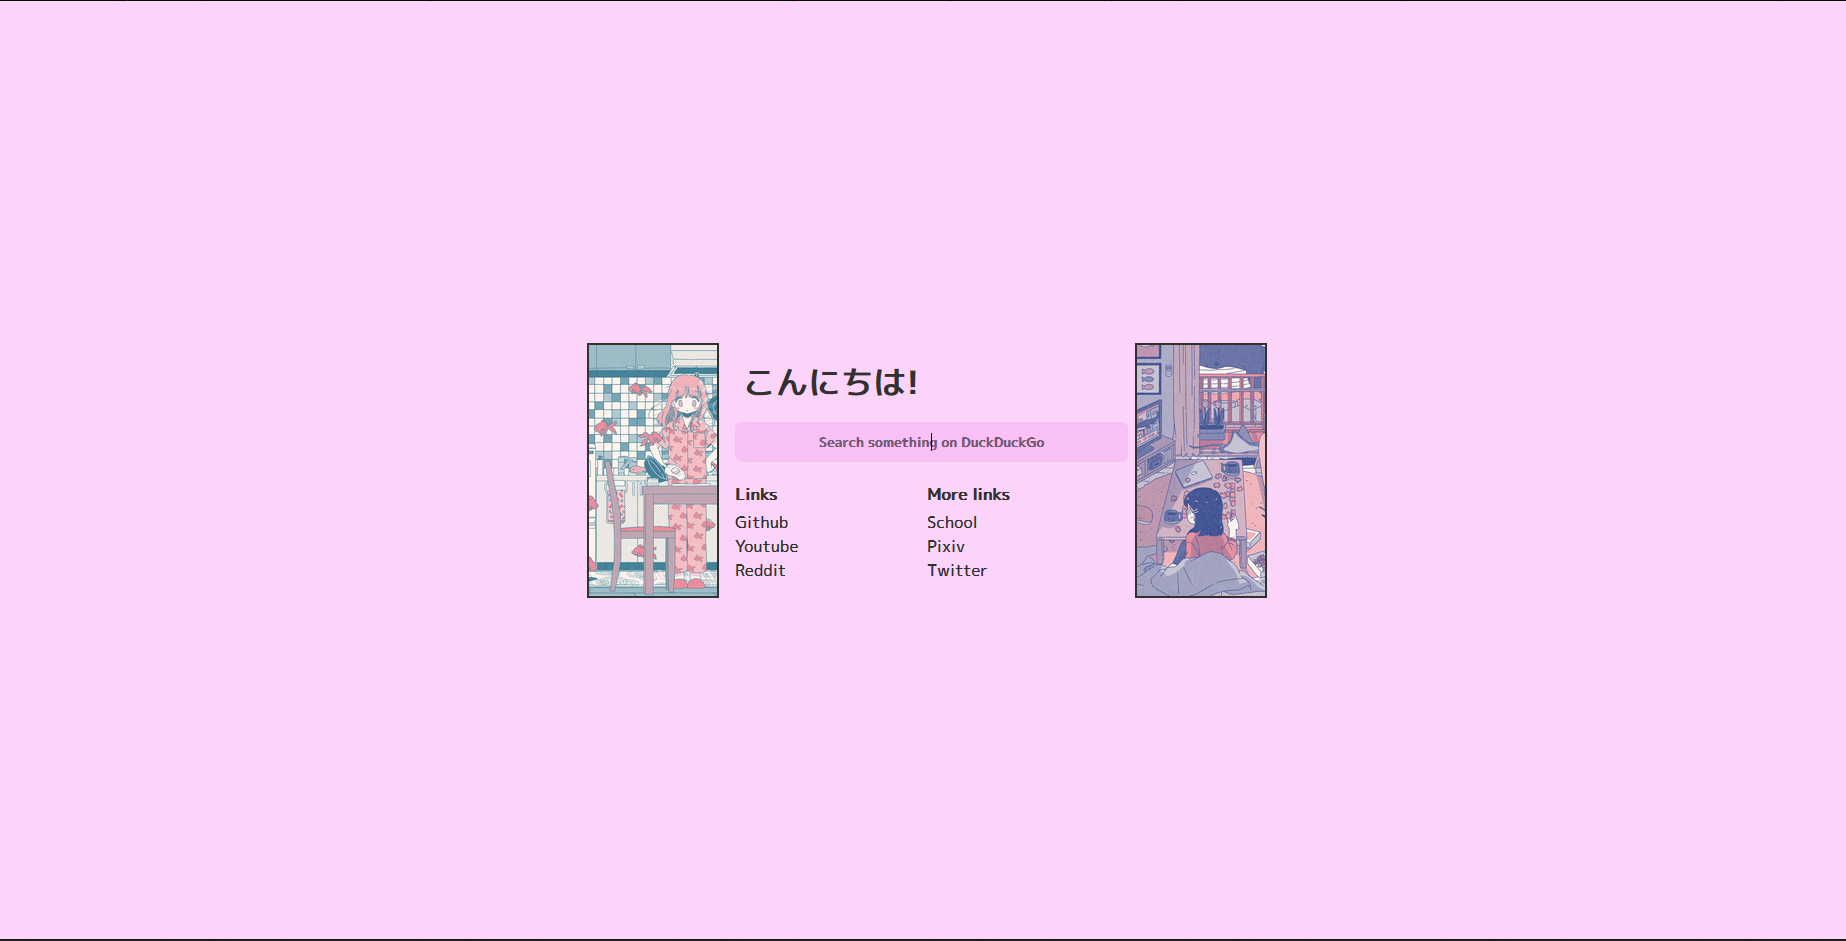 こんにちは!
Search something on DuckDuckGo
Links
Github
Youtube
Reddit
More links
School
Pixiv
Twitter